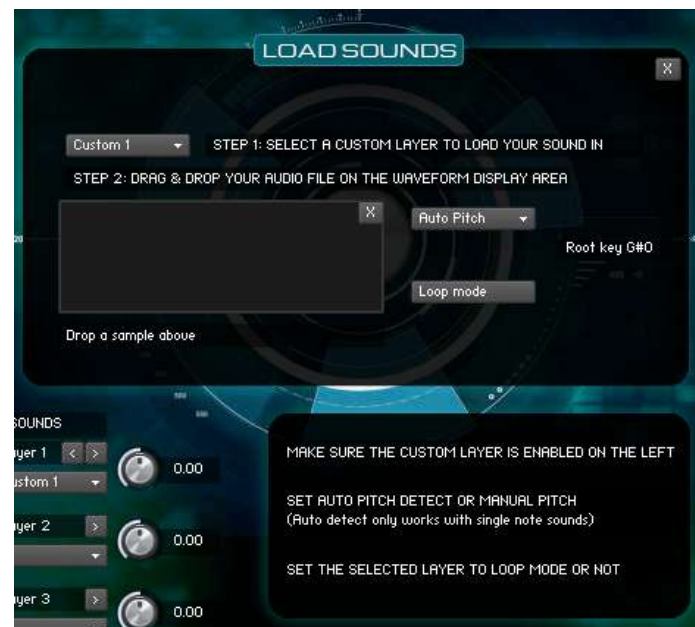 LOAD SOUNDS
X
Custom 1
STEP 1: SELECT A CUSTOM LAYER TO LOAD YOUR SOUND IN
STEP 2: DRAG & DROP YOUR AUDIO FILE ON THE WAVEFORM DISPLAY AREA
X
Auto Pitch
20
Root key G#0
Loop mode
Drop a sample above
SOUNDS
ayer 1 < >
ustom 1
0.00
ayer 2 >
0.00
ayer 3 >
0.00
MAKE SURE THE CUSTOM LAYER IS ENABLED ON THE LEFT
SET AUTO PITCH DETECT OR MANUAL PITCH
(Auto detect only works with single note sounds)
SET THE SELECTED LAYER TO LOOP MODE OR NOT